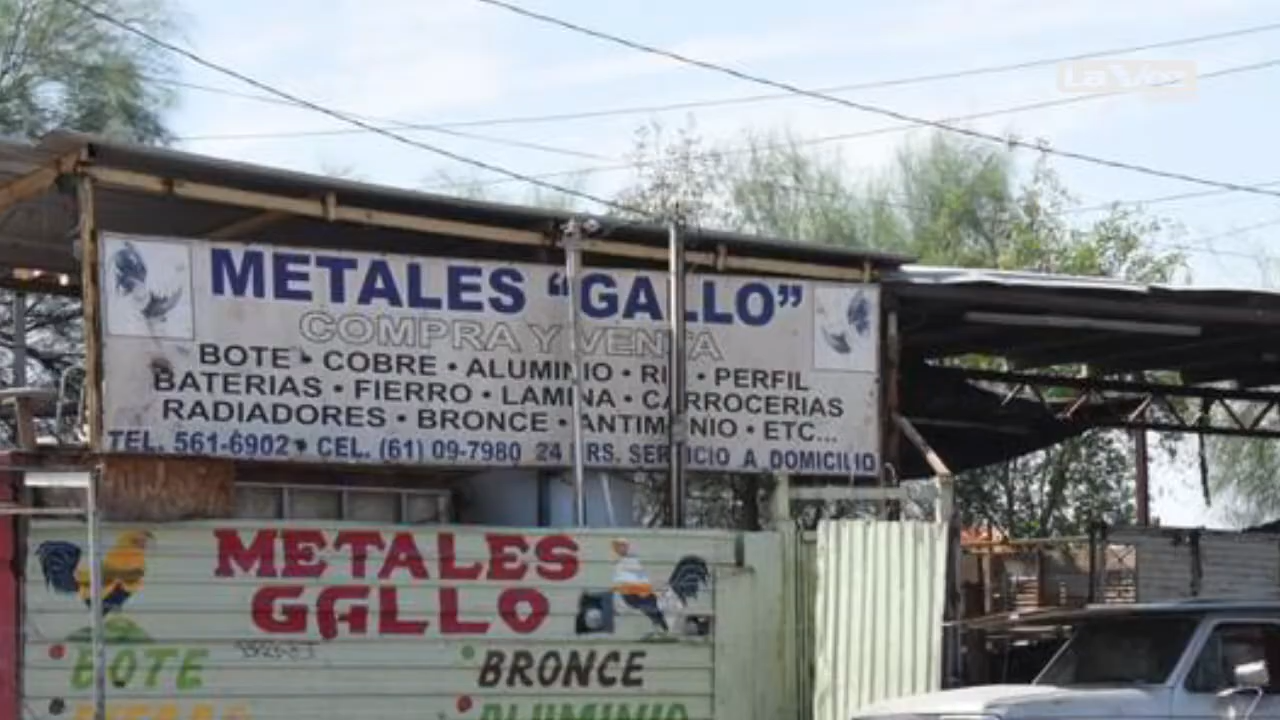 La Voz
METALES "GALLO"
COMPRA Y VENTA
BOTE • COBRE • ALUMINIO • • PERFIL
BATERIAS • FIERRO • LAMINA • CARROCERIAS
RADIADORES • BRONCE • ANTIMONIO • ETC...
TEL. 561-6902 • CEL. (61) 09-7980 24 HRS. SERVICIO A DOMICILIO
METALES
GALLO
BOTE
BRONCE
ALUMINIO